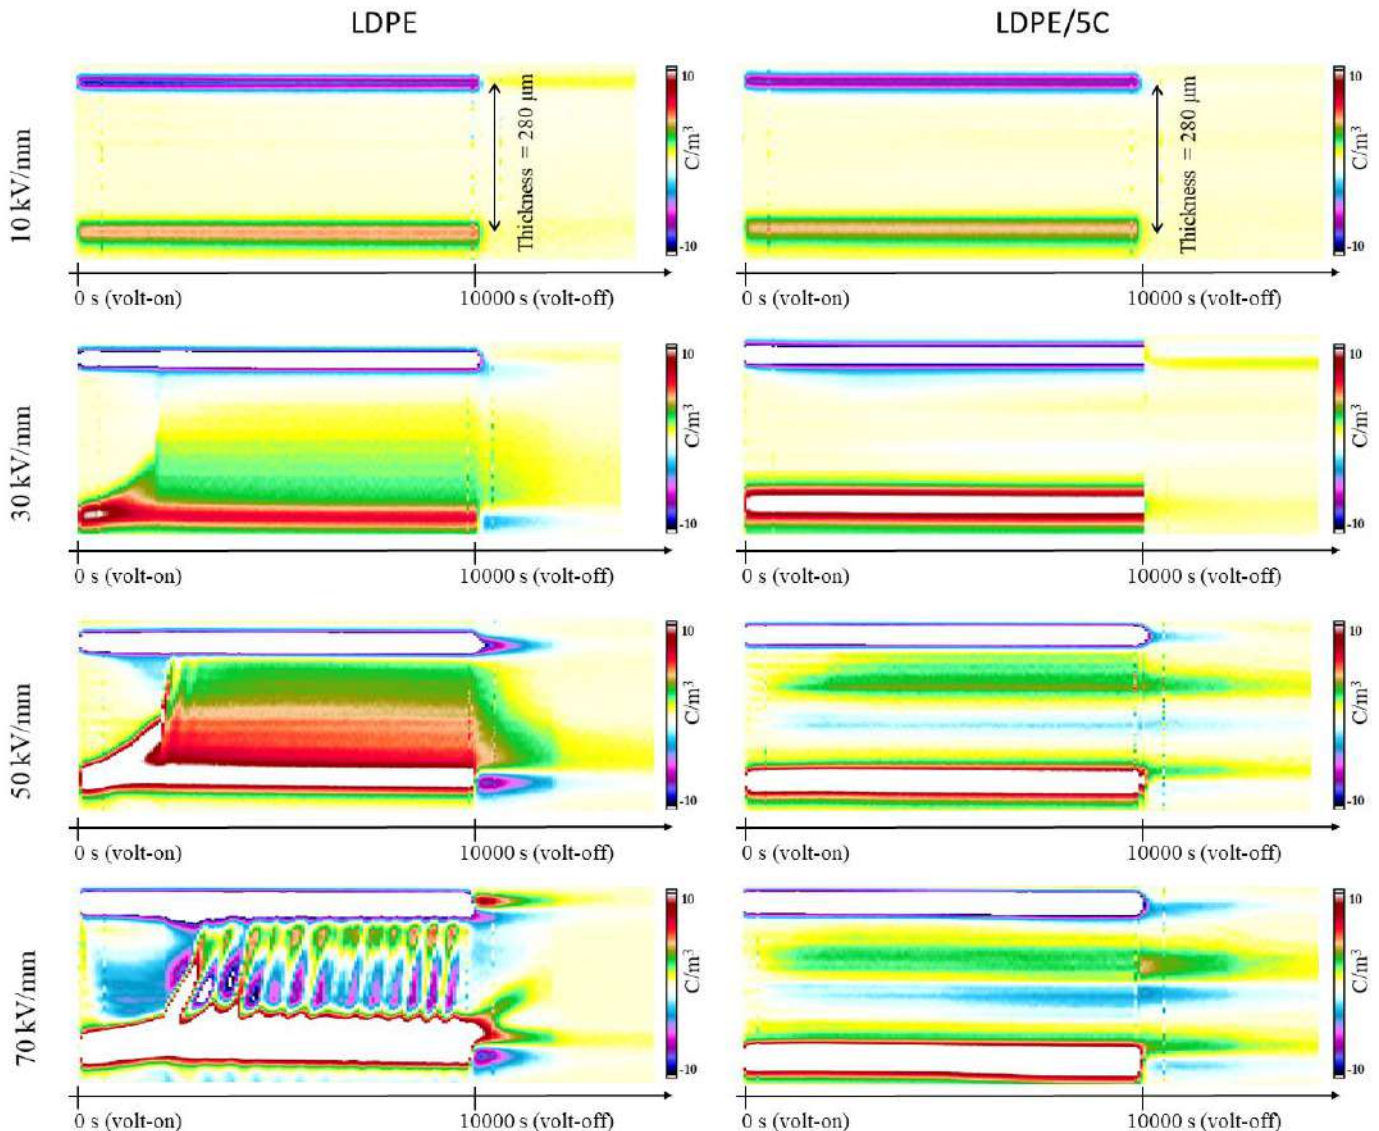 LDPE
LDPE/5C
10 kV/mm
Thickness = 280 µm
10
C/m3
-10
0 s (volt-on)
10000 s (volt-off)
Thickness = 280 µm
10
C/m3
-10
0 s (volt-on)
10000 s (volt-off)
30 kV/mm
10
C/m3
-10
0 s (volt-on)
10000 s (volt-off)
10
C/m3
-10
0 s (volt-on)
10000 s (volt-off)
50 kV/mm
10
C/m3
-10
0 s (volt-on)
10000 s (volt-off)
10
C/m3
-10
0 s (volt-on)
10000 s (volt-off)
70 kV/mm
10
C/m3
-10
0 s (volt-on)
10000 s (volt-off)
10
C/m3
-10
0 s (volt-on)
10000 s (volt-off)